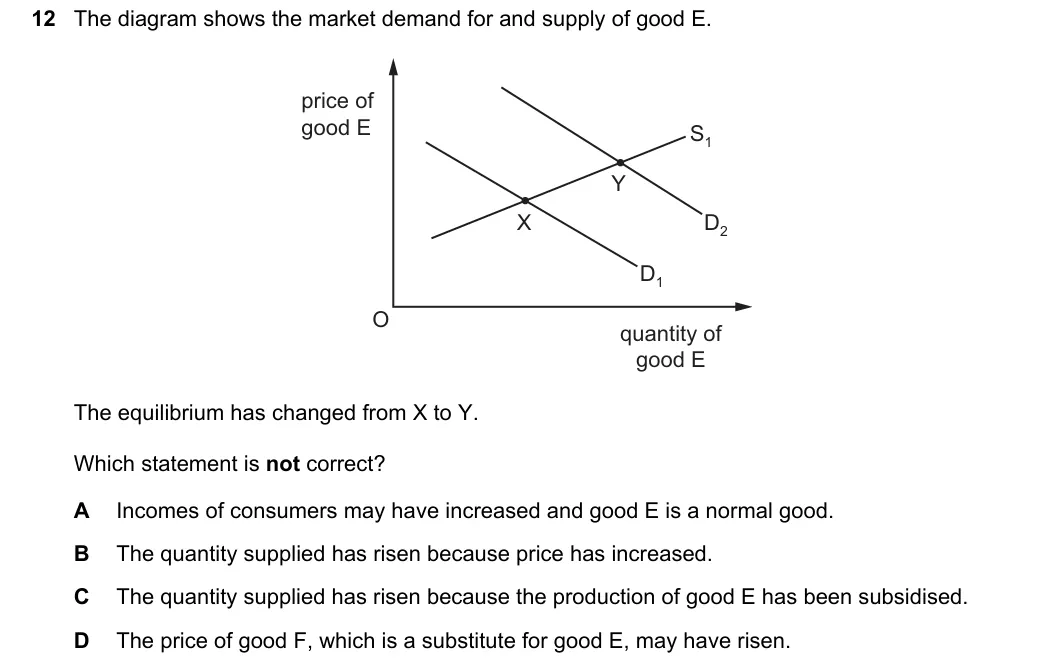 12 The diagram shows the market demand for and supply of good E.
price of
good E
S₁
Y
X
D₂
D₁
O
quantity of
good E
The equilibrium has changed from X to Y.
Which statement is not correct?
A Incomes of consumers may have increased and good E is a normal good.
B The quantity supplied has risen because price has increased.
C The quantity supplied has risen because the production of good E has been subsidised.
D The price of good F, which is a substitute for good E, may have risen.